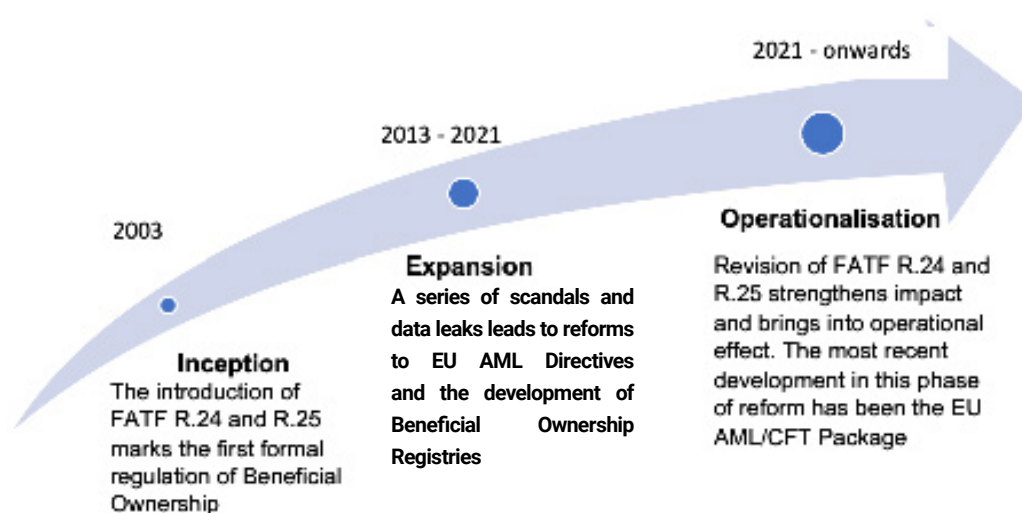 2003
Inception
The introduction of
FATF R.24 and R.25
marks the first formal
regulation of Beneficial
Ownership
2013 - 2021
Expansion
A series of scandals and
data leaks leads to reforms
to EU AML Directives
and the development of
Beneficial Ownership
Registries
2021 - onwards
Operationalisation
Revision of FATF R.24 and
R.25 strengthens impact
and brings into operational
effect. The most recent
development in this phase
of reform has been the EU
AML/CFT Package